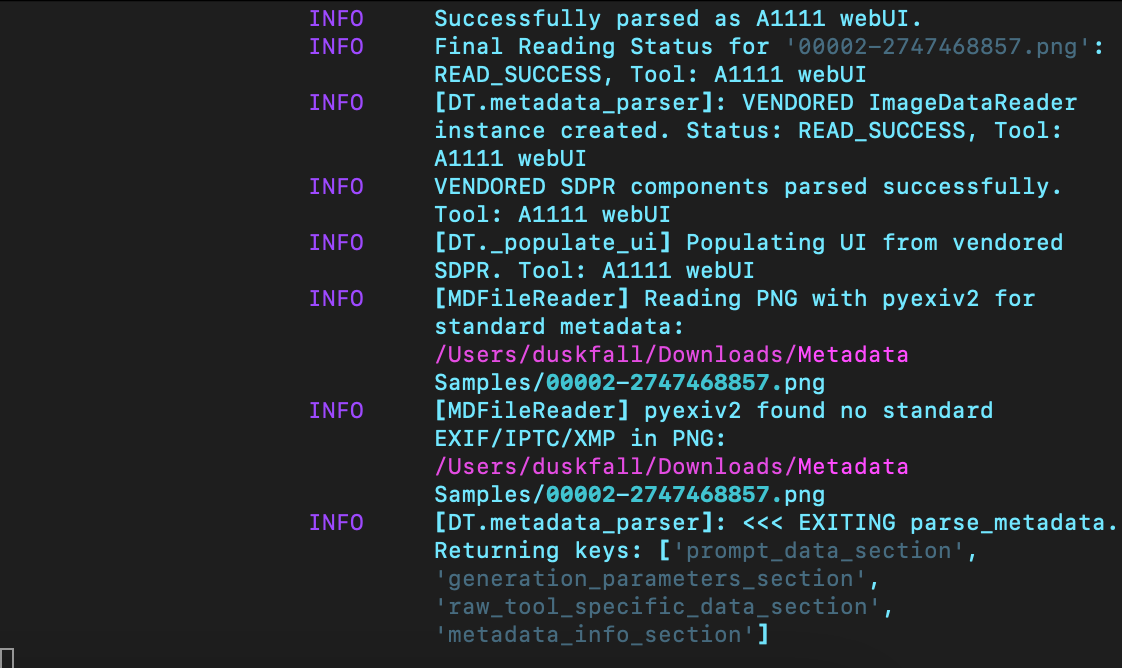 INFO Successfully parsed as A1111 webUI.
INFO Final Reading Status for '00002-2747468857.png':
READ_SUCCESS, Tool: A1111 webUI
INFO [DT.metadata_parser]: VENDORED ImageDataReader
instance created. Status: READ_SUCCESS, Tool:
A1111 webUI
INFO VENDORED SDPR components parsed successfully.
Tool: A1111 webUI
INFO [DT._populate_ui] Populating UI from vendored
SDPR. Tool: A1111 webUI
INFO [MDFileReader] Reading PNG with pyexiv2 for
standard metadata:
/Users/duskfall/Downloads/Metadata
Samples/00002-2747468857.png
INFO [MDFileReader] pyexiv2 found no standard
EXIF/IPTC/XMP in PNG:
/Users/duskfall/Downloads/Metadata
Samples/00002-2747468857.png
INFO [DT.metadata_parser]: <<< EXITING parse_metadata.
Returning keys: ['prompt_data_section',
'generation_parameters_section',
'raw_tool_specific_data_section',
'metadata_info_section']